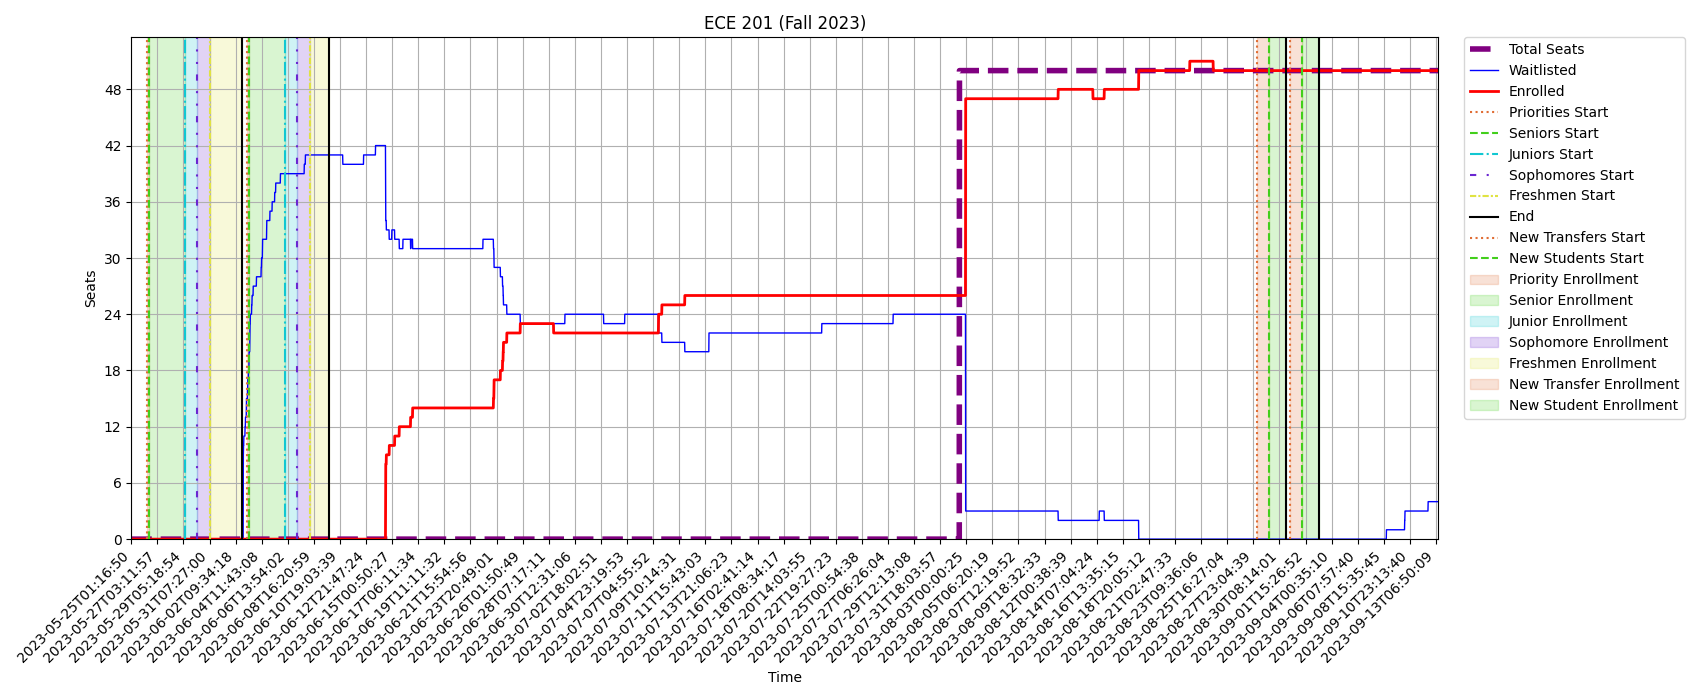 ECE 201 (Fall 2023)
Seats
48
42
36
30
24
18
12
6
0
2023-05-25T01:16:50
2023-05-27T03:11:57
2023-05-29T05:18:54
2023-05-31T07:27:00
2023-06-02T09:34:18
2023-06-04T11:43:08
2023-06-06T13:54:02
2023-06-08T16:20:59
2023-06-10T19:03:39
2023-06-12T21:47:24
2023-06-15T00:50:27
2023-06-17T06:11:34
2023-06-19T11:11:32
2023-06-21T15:54:56
2023-06-23T20:49:01
2023-06-26T01:50:49
2023-06-28T07:17:11
2023-06-30T12:31:06
2023-07-02T18:02:51
2023-07-04T23:19:53
2023-07-07T04:55:52
2023-07-09T10:14:31
2023-07-11T15:43:03
2023-07-13T21:06:23
2023-07-16T02:41:14
2023-07-18T08:34:17
2023-07-20T14:03:55
2023-07-22T19:27:23
2023-07-25T00:54:38
2023-07-27T06:26:04
2023-07-29T12:13:08
2023-07-31T18:03:57
2023-08-03T00:00:25
2023-08-05T06:20:19
2023-08-07T12:19:52
2023-08-09T18:32:33
2023-08-12T00:38:39
2023-08-14T07:04:24
2023-08-16T13:35:15
2023-08-18T20:05:12
2023-08-21T02:47:33
2023-08-23T09:36:06
2023-08-25T16:27:04
2023-08-27T23:04:39
2023-08-30T08:14:01
2023-09-01T15:26:52
2023-09-04T00:35:10
2023-09-06T07:57:40
2023-09-08T15:35:45
2023-09-10T23:13:40
2023-09-13T06:50:09
Time
Total Seats
Waitlisted
Enrolled
Priorities Start
Seniors Start
Juniors Start
Sophomores Start
Freshmen Start
End
New Transfers Start
New Students Start
Priority Enrollment
Senior Enrollment
Junior Enrollment
Sophomore Enrollment
Freshmen Enrollment
New Transfer Enrollment
New Student Enrollment